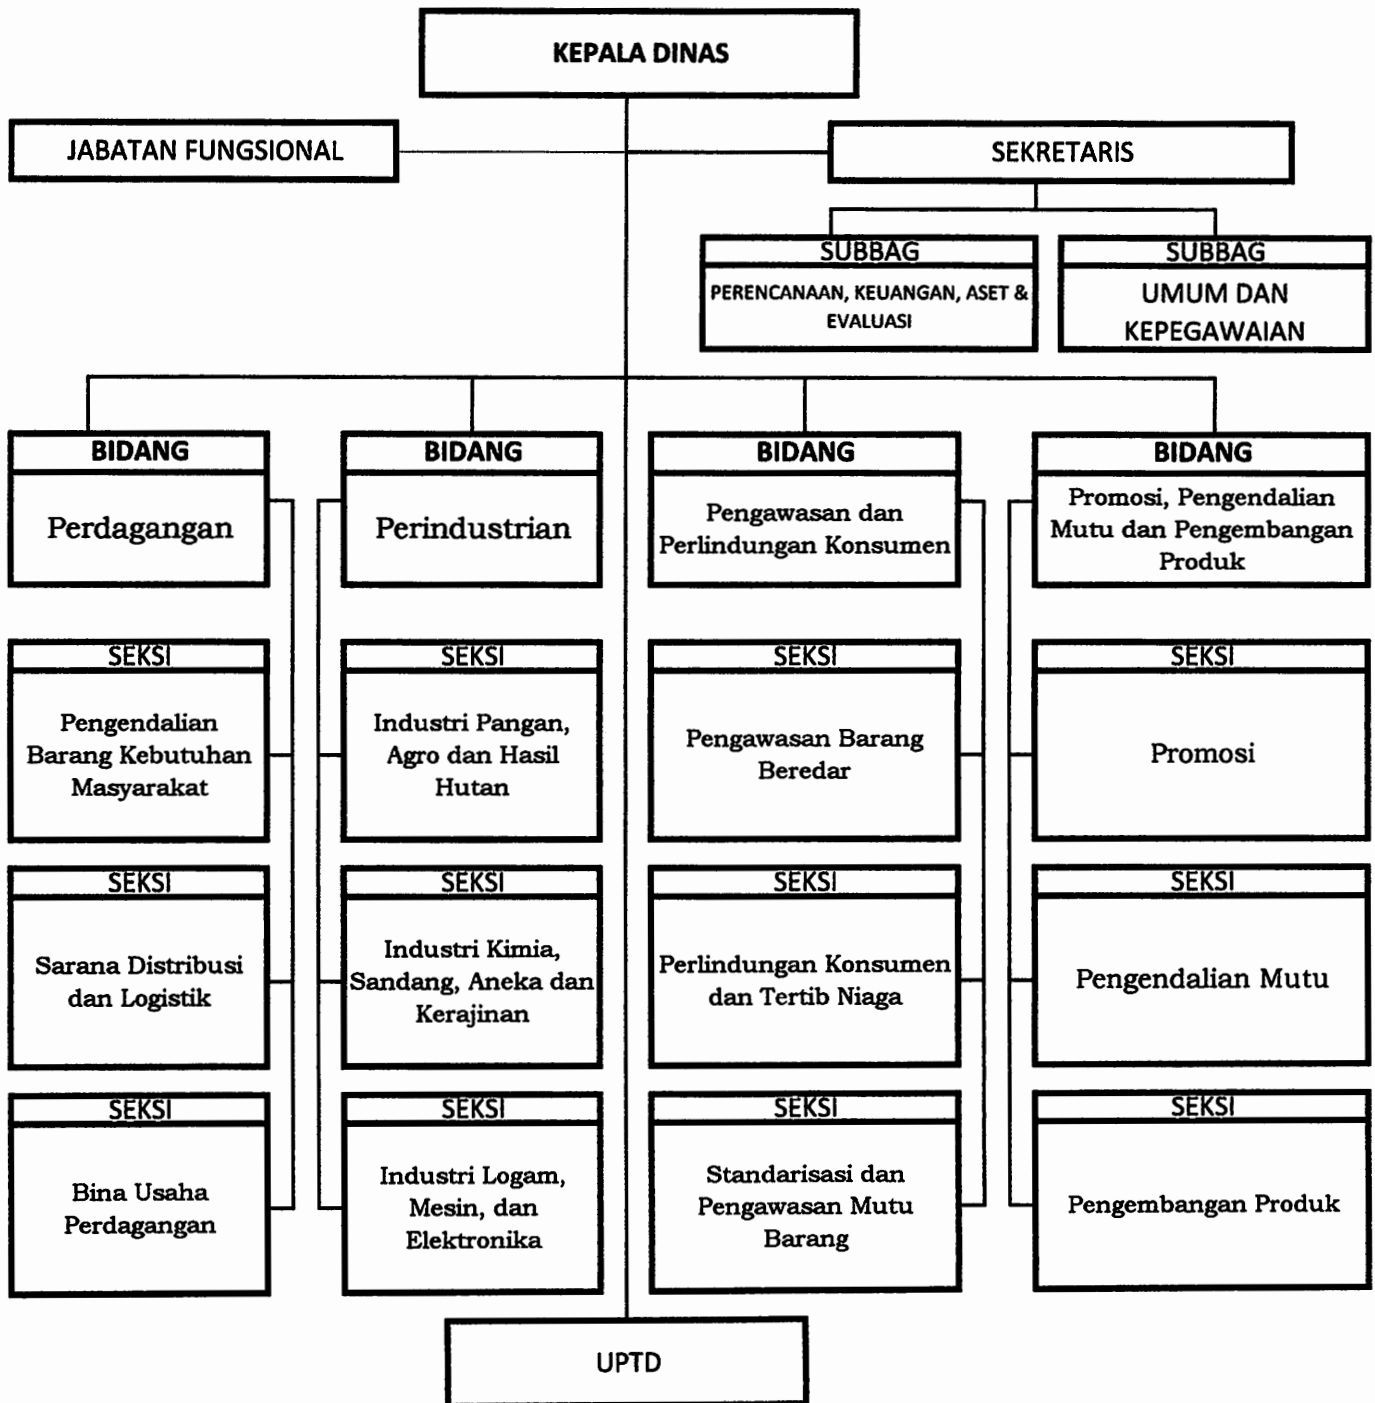 KEPALA DINAS
JABATAN FUNGSIONAL
SEKRETARIS
SUBBAG
PERENCANAAN, KEUANGAN, ASET &
EVALUASI
SUBBAG
UMUM DAN
KEPEGAWAIAN
BIDANG
Perdagangan
BIDANG
Perindustrian
BIDANG
Pengawasan dan
Perlindungan Konsumen
BIDANG
Promosi, Pengendalian
Mutu dan Pengembangan
Produk
SEKSI
Pengendalian
Barang Kebutuhan
Masyarakat
SEKSI
Industri Pangan,
Agro dan Hasil
Hutan
SEKSI
Pengawasan Barang
Beredar
SEKSI
Promosi
SEKSI
Sarana Distribusi
dan Logistik
SEKSI
Industri Kimia,
Sandang, Aneka dan
Kerajinan
SEKSI
Perlindungan Konsumen
dan Tertib Niaga
SEKSI
Pengendalian Mutu
SEKSI
Bina Usaha
Perdagangan
SEKSI
Industri Logam,
Mesin, dan
Elektronika
SEKSI
Standarisasi dan
Pengawasan Mutu
Barang
SEKSI
Pengembangan Produk
UPTD